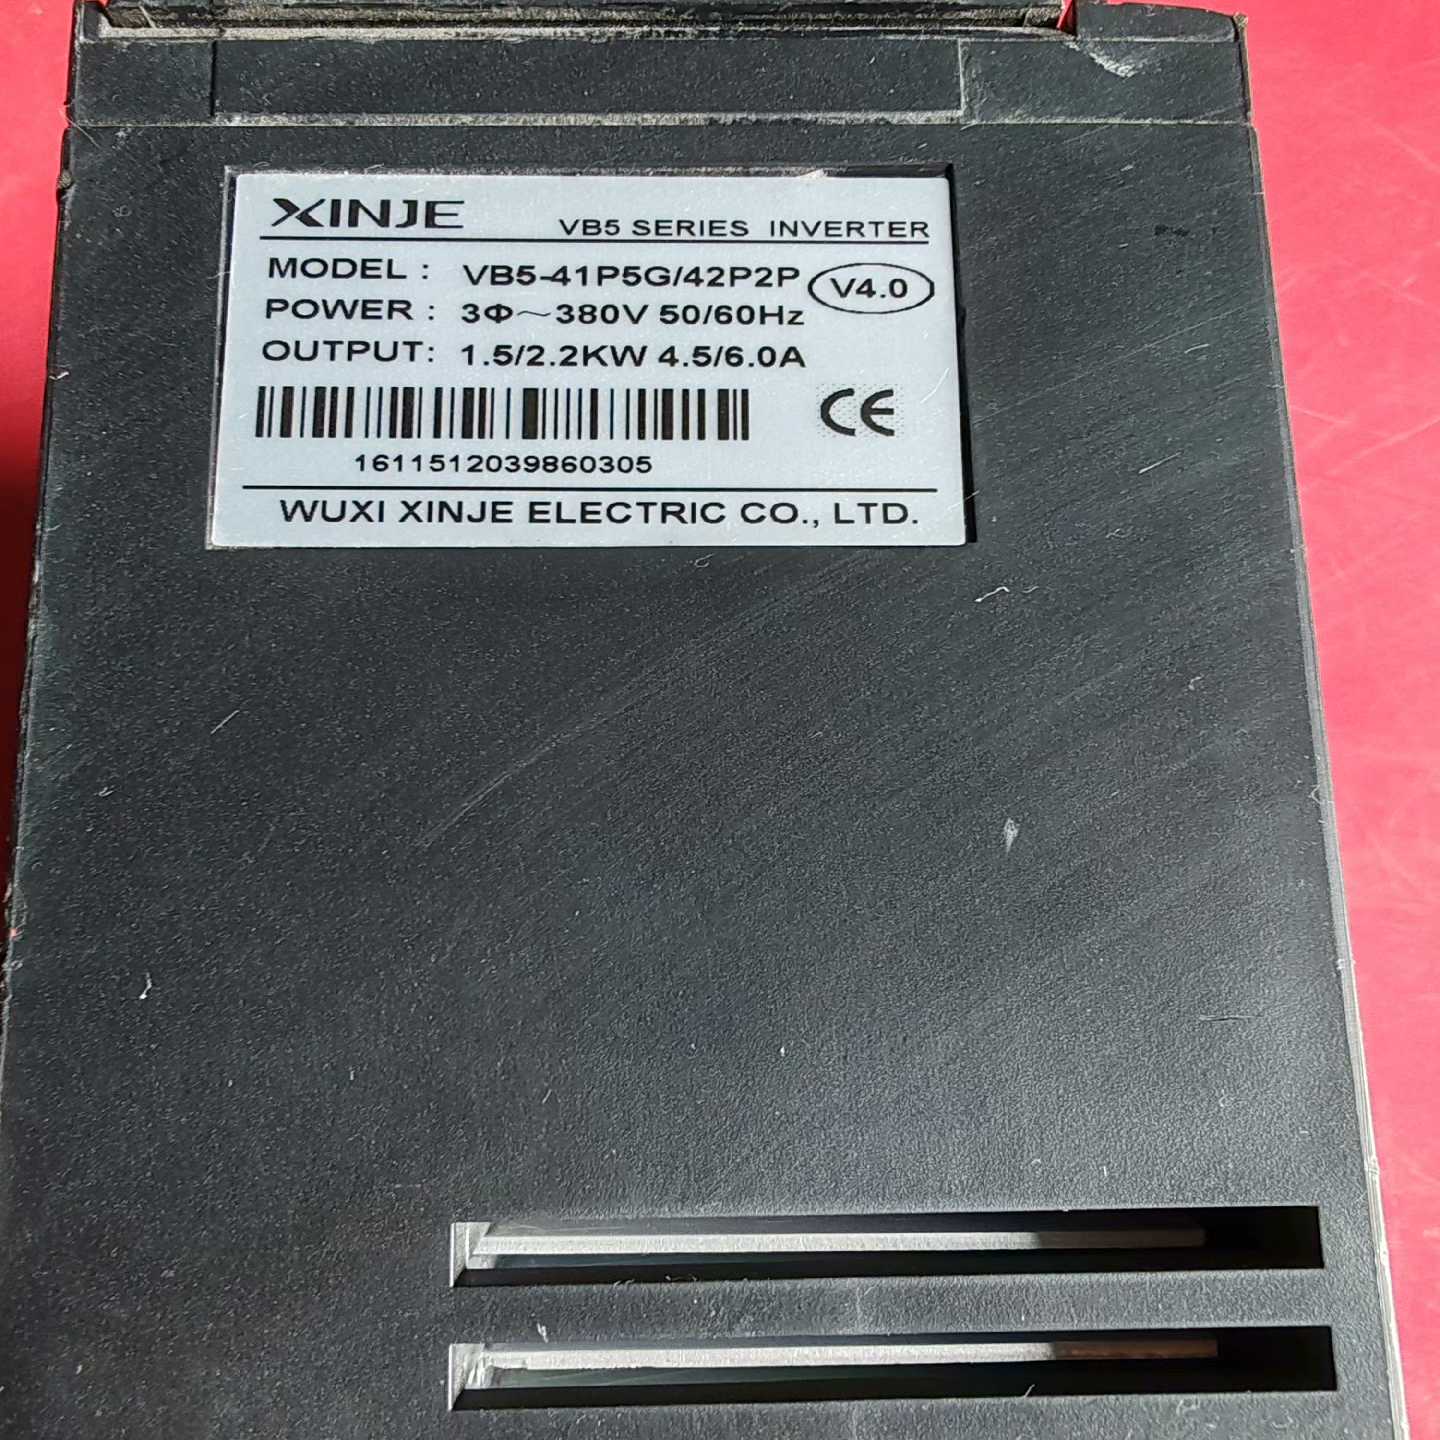 XINJE VB5 SERIES INVERTER
MODEL : VB5-41P5G/42P2P V4.0
POWER : 3Φ～380V 50/60Hz
OUTPUT: 1.5/2.2KW 4.5/6.0A
CE
1611512039860305
WUXI XINJE ELECTRIC CO., LTD.